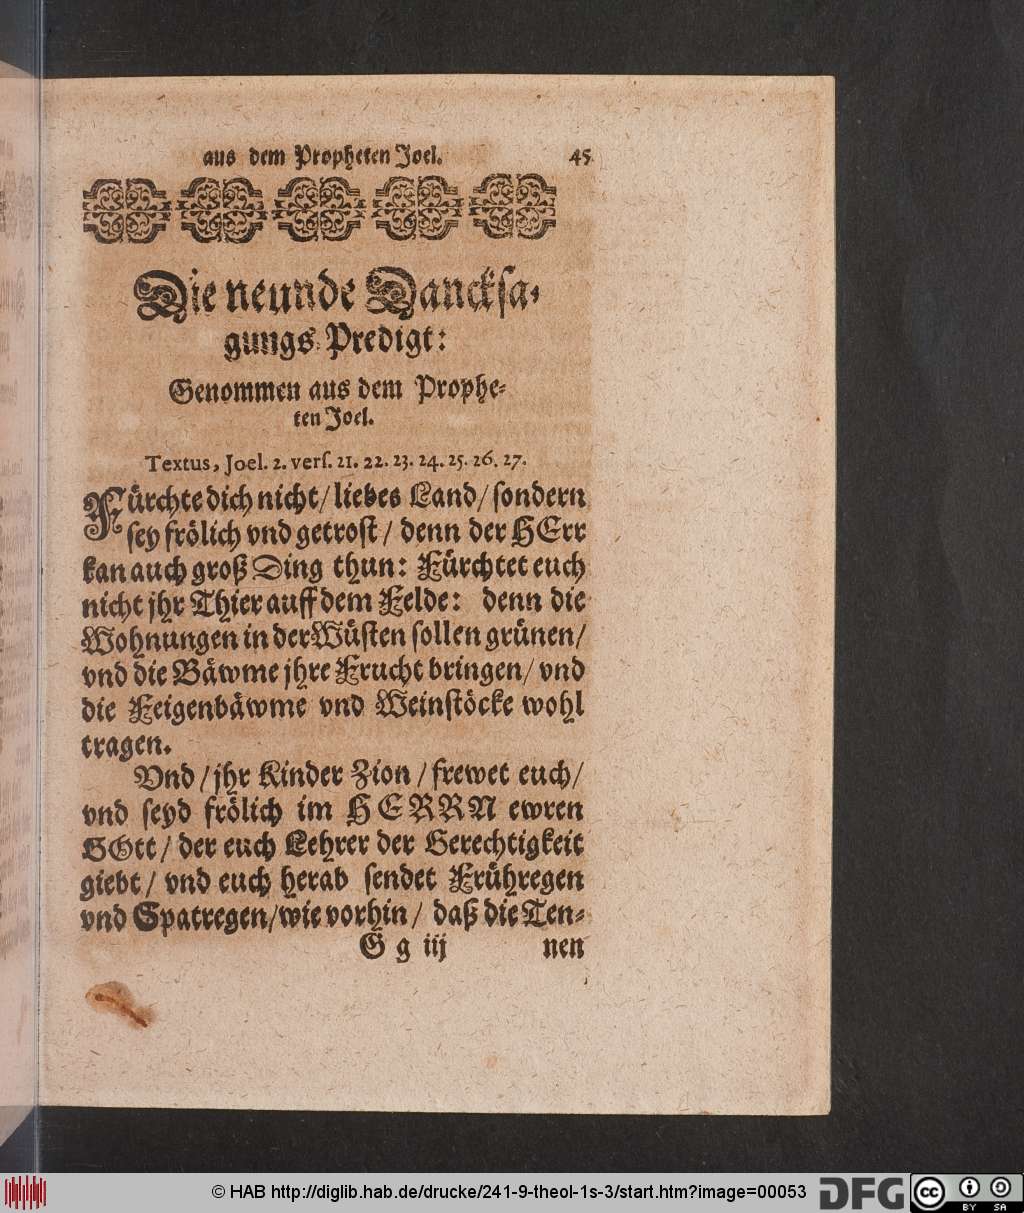 aus dem Propheten Joel. 45
Die neunde Dancksa-
gungs Predigt:
Genommen aus dem Prophe-
ten Joel.
Textus, Joel. 2. vers. 21. 22. 23. 24. 25. 26. 27.
Fürchte dich nicht / liebes Land / sondern
sey frölich vnd getrost / denn der HErr
kan auch groß Ding thun: Fürchtet euch
nicht jhr Thier auff dem Felde: denn die
Wohnungen in der Wüsten sollen grünen /
vnd die Bäwme jhre Frucht bringen / vnd
die Feigenbäwme vnd Weinstöcke wohl
tragen.
Vnd / jhr Kinder Zion / frewet euch /
vnd seyd frölich im HERRN ewren
GOtt / der euch Lehrer der Gerechtigkeit
giebt / vnd euch herab sendet Frühregen
vnd Spatregen / wie vorhin / daß die Ten-
G g iij nen
© HAB http://diglib.hab.de/drucke/241-9-theol-1s-3/start.htm?image=00053 DFG cc BY SA